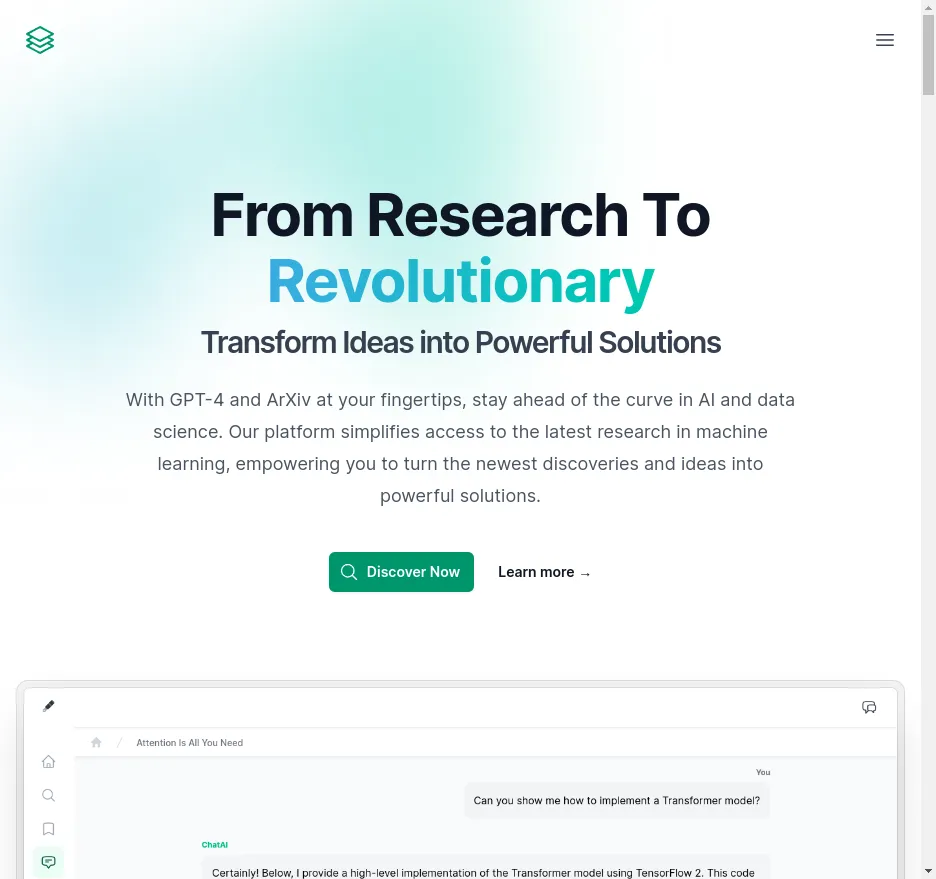 From Research To
Revolutionary
Transform Ideas into Powerful Solutions
With GPT-4 and ArXiv at your fingertips, stay ahead of the curve in AI and data
science. Our platform simplifies access to the latest research in machine
learning, empowering you to turn the newest discoveries and ideas into
powerful solutions.
Discover Now
Learn more →
Attention Is All You Need
You
Can you show me how to implement a Transformer model?
ChatAI
Certainly! Below, I provide a high-level implementation of the Transformer model using TensorFlow 2. This code